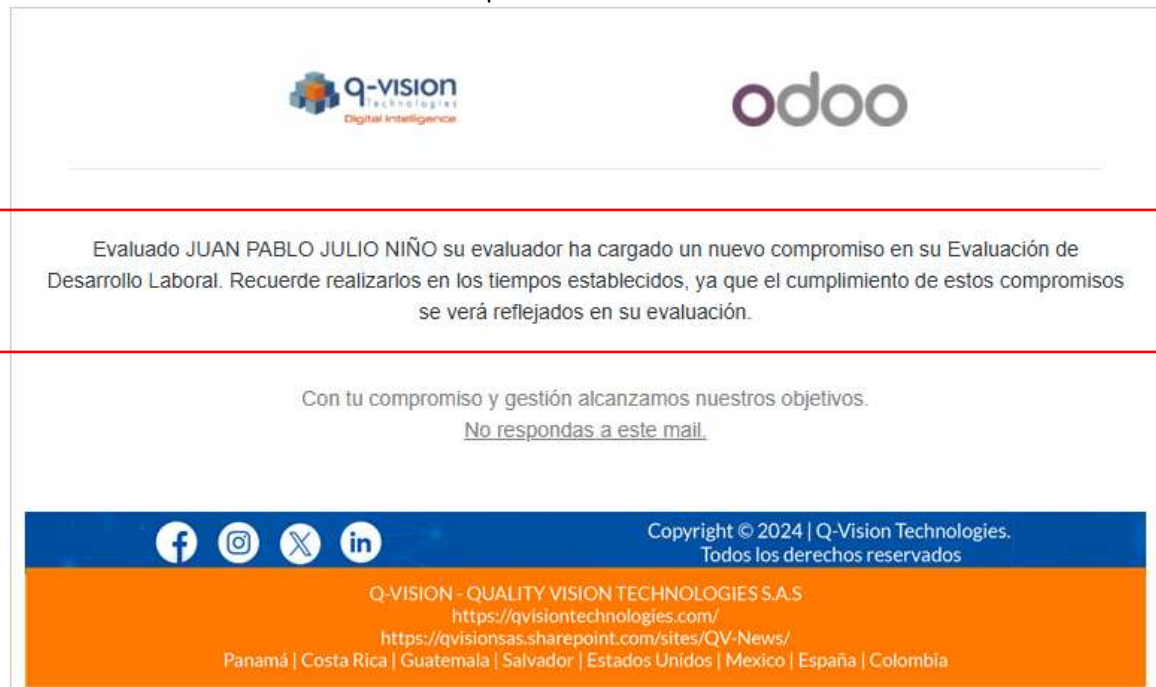 Q-VISION
Technologies
Digital Intelligence
odoo
Evaluado JUAN PABLO JULIO NIÑO su evaluador ha cargado un nuevo compromiso en su Evaluación de
Desarrollo Laboral. Recuerde realizarlos en los tiempos establecidos, ya que el cumplimiento de estos compromisos
se verá reflejados en su evaluación.
Con tu compromiso y gestión alcanzamos nuestros objetivos.
No respondas a este mail.
Copyright © 2024 | Q-Vision Technologies.
Todos los derechos reservados
Q-VISION - QUALITY VISION TECHNOLOGIES S.A.S
https://qvisiontechnologies.com/
https://qvisionsas.sharepoint.com/sites/QV-News/
Panamá | Costa Rica | Guatemala | Salvador | Estados Unidos | Mexico | España | Colombia